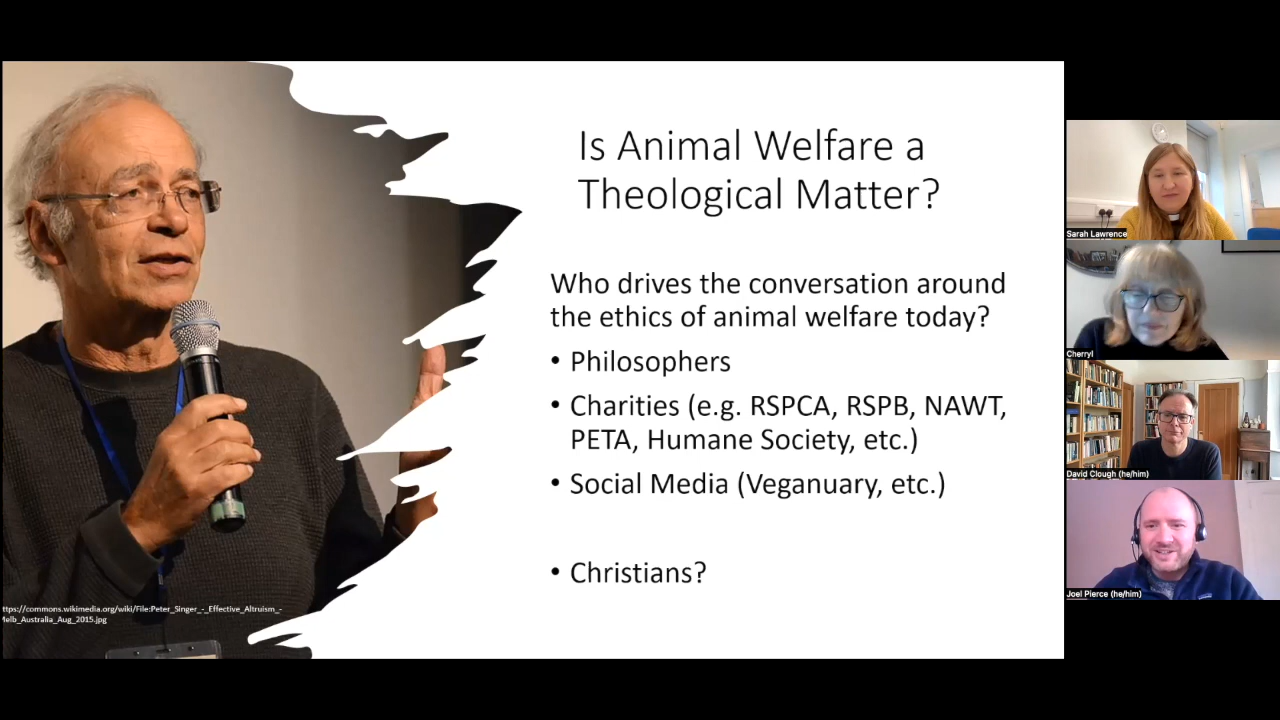 Is Animal Welfare a
Theological Matter?
Who drives the conversation around
the ethics of animal welfare today?
• Philosophers
• Charities (e.g. RSPCA, RSPB, NAWT,
PETA, Humane Society, etc.)
• Social Media (Veganuary, etc.)
• Christians?
ttps://commons.wikimedia.org/wiki/File:Peter_Singer_-_Effective_Altruism_-
Melb_Australia_Aug_2015.jpg
Sarah Lawrence
Cherryl
David Clough (he/him)
Joel Pierce (he/him)